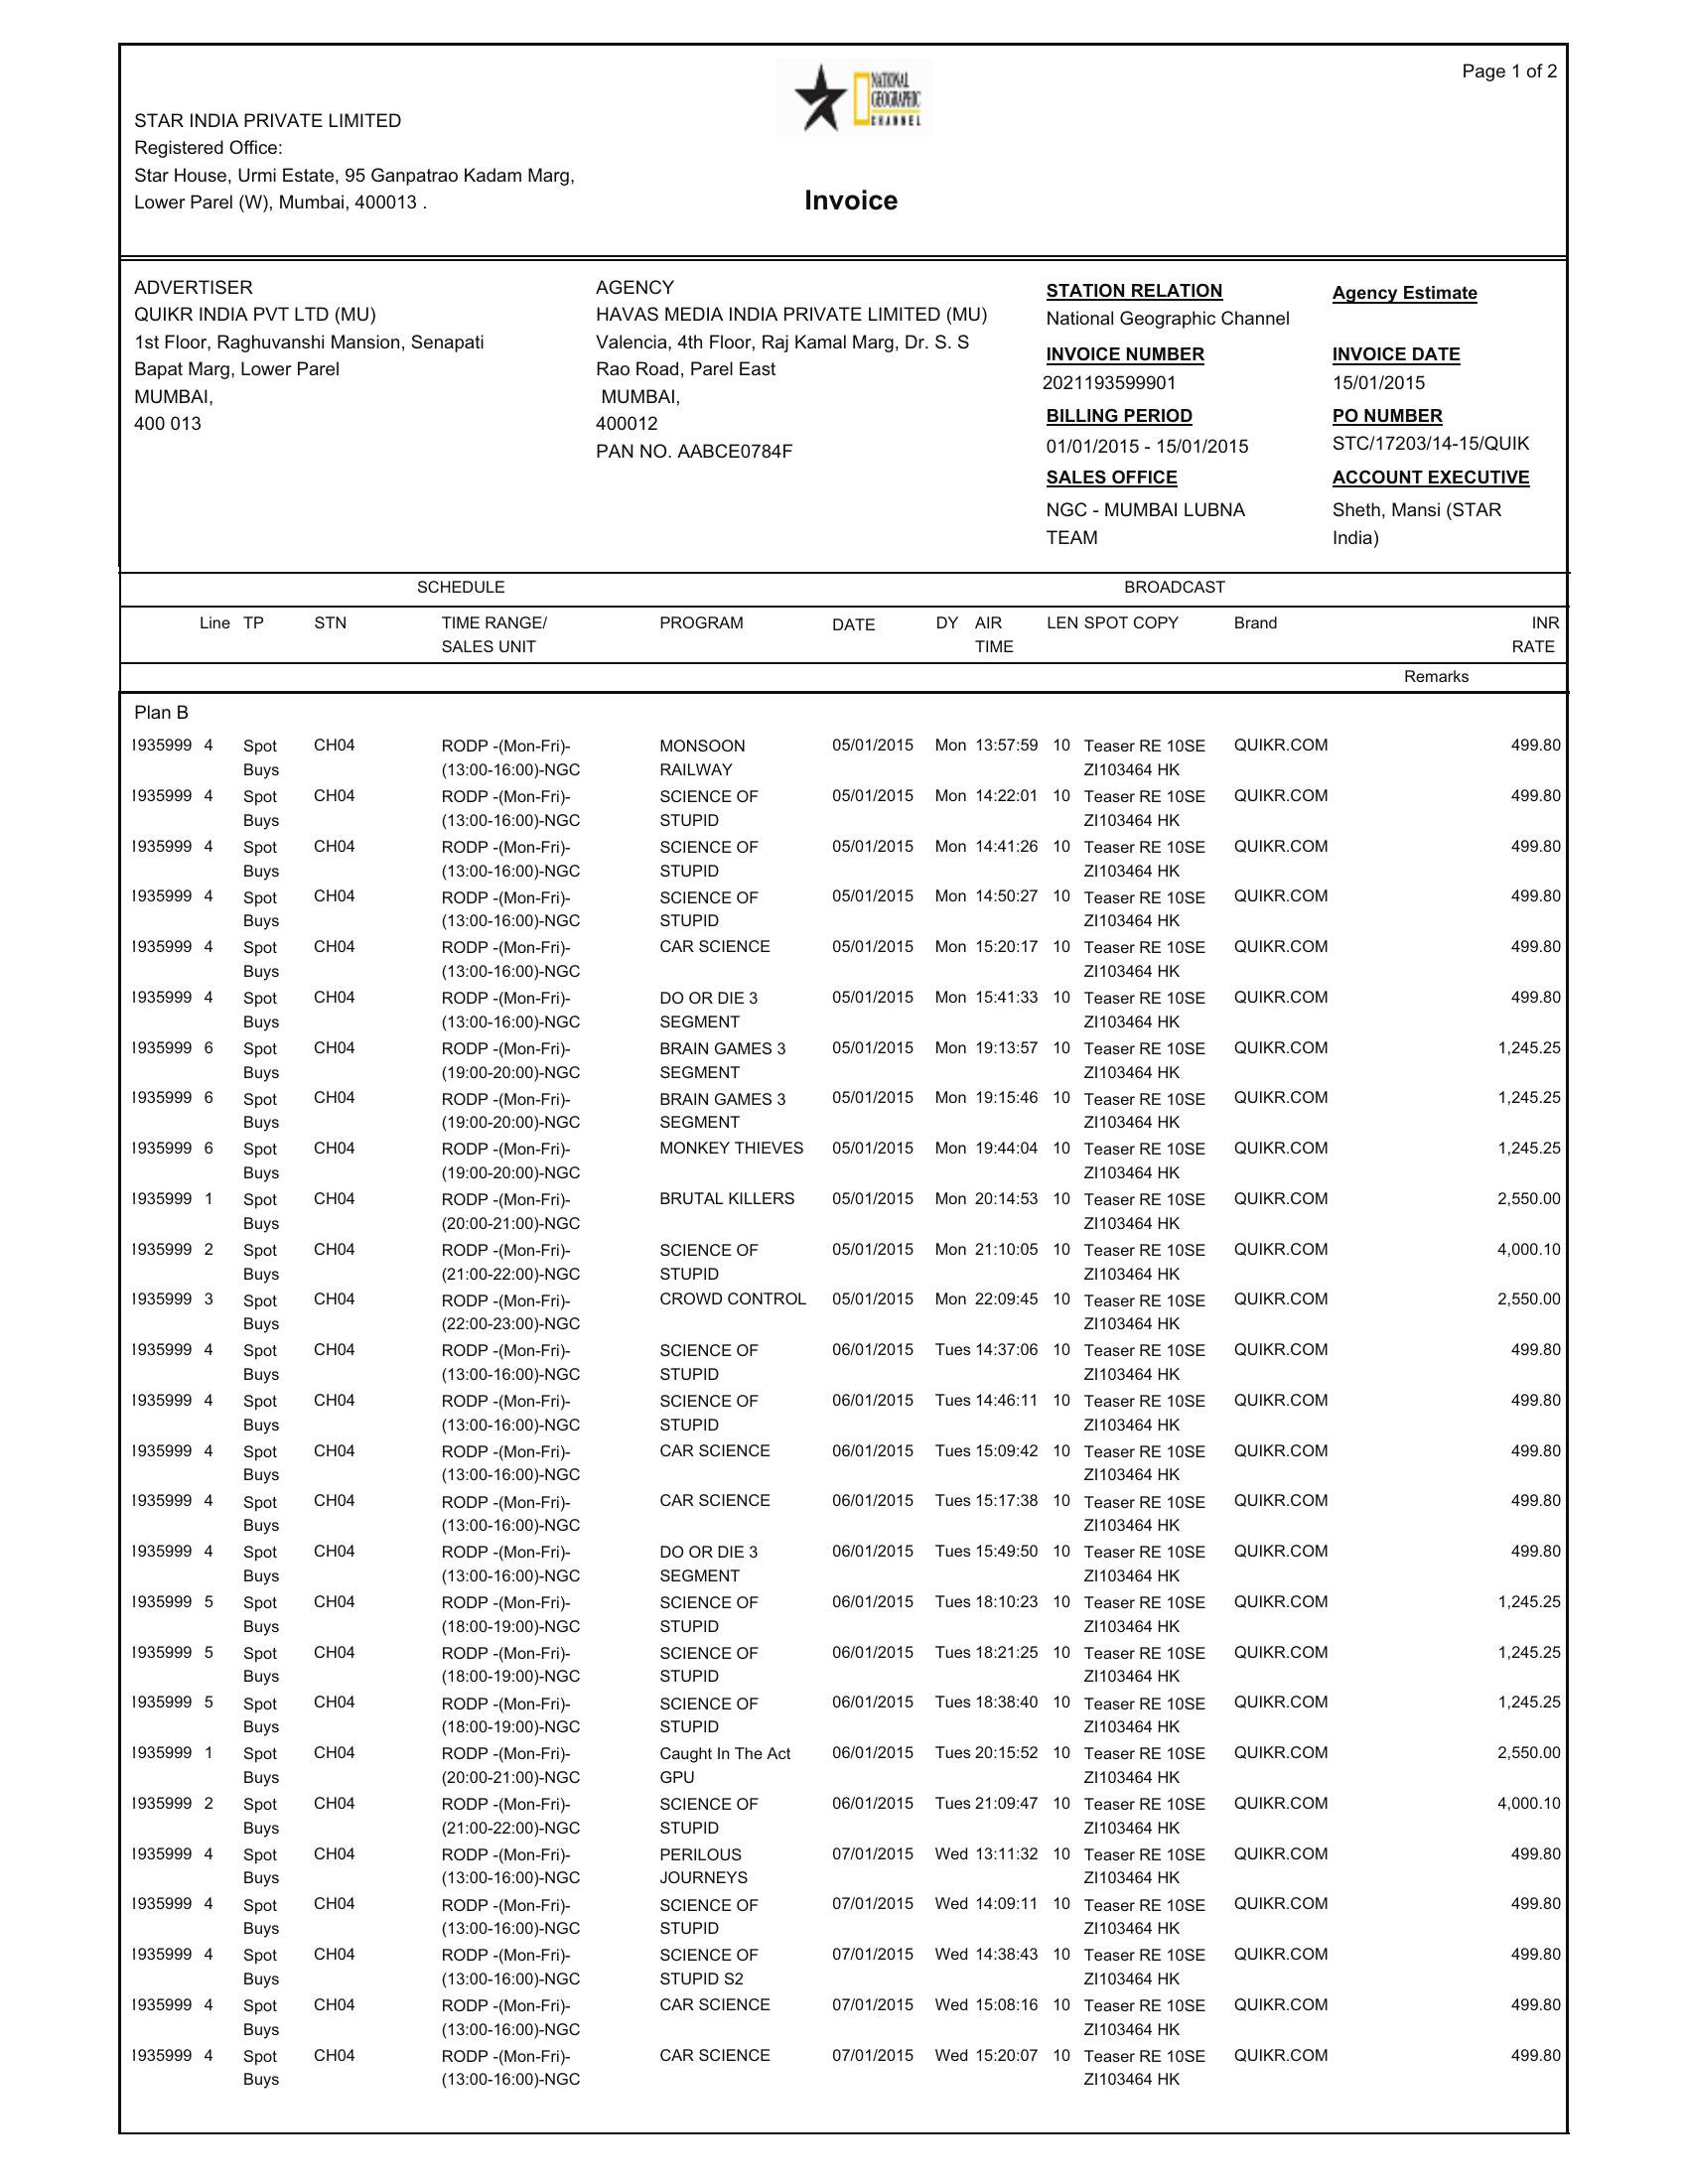 Page 1 of 2
NATIONAL
GEOGRAPHIC
CHANNEL
STAR INDIA PRIVATE LIMITED
Registered Office:
Star House, Urmi Estate, 95 Ganpatrao Kadam Marg,
Lower Parel (W), Mumbai, 400013 .
Invoice
ADVERTISER
QUIKR INDIA PVT LTD (MU)
1st Floor, Raghuvanshi Mansion, Senapati
Bapat Marg, Lower Parel
MUMBAI,
400 013
AGENCY
HAVAS MEDIA INDIA PRIVATE LIMITED (MU)
Valencia, 4th Floor, Raj Kamal Marg, Dr. S. S
Rao Road, Parel East
MUMBAI,
400012
PAN NO. AABCE0784F
STATION RELATION Agency Estimate
National Geographic Channel
INVOICE NUMBER INVOICE DATE
2021193599901 15/01/2015
BILLING PERIOD PO NUMBER
01/01/2015 - 15/01/2015 STC/17203/14-15/QUIK
SALES OFFICE ACCOUNT EXECUTIVE
NGC - MUMBAI LUBNA Sheth, Mansi (STAR
TEAM India)
SCHEDULE BROADCAST
Line TP STN TIME RANGE/ PROGRAM DATE DY AIR LEN SPOT COPY Brand INR
SALES UNIT TIME RATE
Remarks
Plan B
1935999 4 Spot CH04 RODP -(Mon-Fri)- MONSOON 05/01/2015 Mon 13:57:59 10 Teaser RE 10SE QUIKR.COM 499.80
Buys (13:00-16:00)-NGC RAILWAY ZI103464 HK
1935999 4 Spot CH04 RODP -(Mon-Fri)- SCIENCE OF 05/01/2015 Mon 14:22:01 10 Teaser RE 10SE QUIKR.COM 499.80
Buys (13:00-16:00)-NGC STUPID ZI103464 HK
1935999 4 Spot CH04 RODP -(Mon-Fri)- SCIENCE OF 05/01/2015 Mon 14:41:26 10 Teaser RE 10SE QUIKR.COM 499.80
Buys (13:00-16:00)-NGC STUPID ZI103464 HK
1935999 4 Spot CH04 RODP -(Mon-Fri)- SCIENCE OF 05/01/2015 Mon 14:50:27 10 Teaser RE 10SE QUIKR.COM 499.80
Buys (13:00-16:00)-NGC STUPID ZI103464 HK
1935999 4 Spot CH04 RODP -(Mon-Fri)- CAR SCIENCE 05/01/2015 Mon 15:20:17 10 Teaser RE 10SE QUIKR.COM 499.80
Buys (13:00-16:00)-NGC ZI103464 HK
1935999 4 Spot CH04 RODP -(Mon-Fri)- DO OR DIE 3 05/01/2015 Mon 15:41:33 10 Teaser RE 10SE QUIKR.COM 499.80
Buys (13:00-16:00)-NGC SEGMENT ZI103464 HK
1935999 6 Spot CH04 RODP -(Mon-Fri)- BRAIN GAMES 3 05/01/2015 Mon 19:13:57 10 Teaser RE 10SE QUIKR.COM 1,245.25
Buys (19:00-20:00)-NGC SEGMENT ZI103464 HK
1935999 6 Spot CH04 RODP -(Mon-Fri)- BRAIN GAMES 3 05/01/2015 Mon 19:15:46 10 Teaser RE 10SE QUIKR.COM 1,245.25
Buys (19:00-20:00)-NGC SEGMENT ZI103464 HK
1935999 6 Spot CH04 RODP -(Mon-Fri)- MONKEY THIEVES 05/01/2015 Mon 19:44:04 10 Teaser RE 10SE QUIKR.COM 1,245.25
Buys (19:00-20:00)-NGC ZI103464 HK
1935999 1 Spot CH04 RODP -(Mon-Fri)- BRUTAL KILLERS 05/01/2015 Mon 20:14:53 10 Teaser RE 10SE QUIKR.COM 2,550.00
Buys (20:00-21:00)-NGC ZI103464 HK
1935999 2 Spot CH04 RODP -(Mon-Fri)- SCIENCE OF 05/01/2015 Mon 21:10:05 10 Teaser RE 10SE QUIKR.COM 4,000.10
Buys (21:00-22:00)-NGC STUPID ZI103464 HK
1935999 3 Spot CH04 RODP -(Mon-Fri)- CROWD CONTROL 05/01/2015 Mon 22:09:45 10 Teaser RE 10SE QUIKR.COM 2,550.00
Buys (22:00-23:00)-NGC ZI103464 HK
1935999 4 Spot CH04 RODP -(Mon-Fri)- SCIENCE OF 06/01/2015 Tues 14:37:06 10 Teaser RE 10SE QUIKR.COM 499.80
Buys (13:00-16:00)-NGC STUPID ZI103464 HK
1935999 4 Spot CH04 RODP -(Mon-Fri)- SCIENCE OF 06/01/2015 Tues 14:46:11 10 Teaser RE 10SE QUIKR.COM 499.80
Buys (13:00-16:00)-NGC STUPID ZI103464 HK
1935999 4 Spot CH04 RODP -(Mon-Fri)- CAR SCIENCE 06/01/2015 Tues 15:09:42 10 Teaser RE 10SE QUIKR.COM 499.80
Buys (13:00-16:00)-NGC ZI103464 HK
1935999 4 Spot CH04 RODP -(Mon-Fri)- CAR SCIENCE 06/01/2015 Tues 15:17:38 10 Teaser RE 10SE QUIKR.COM 499.80
Buys (13:00-16:00)-NGC ZI103464 HK
1935999 4 Spot CH04 RODP -(Mon-Fri)- DO OR DIE 3 06/01/2015 Tues 15:49:50 10 Teaser RE 10SE QUIKR.COM 499.80
Buys (13:00-16:00)-NGC SEGMENT ZI103464 HK
1935999 5 Spot CH04 RODP -(Mon-Fri)- SCIENCE OF 06/01/2015 Tues 18:10:23 10 Teaser RE 10SE QUIKR.COM 1,245.25
Buys (18:00-19:00)-NGC STUPID ZI103464 HK
1935999 5 Spot CH04 RODP -(Mon-Fri)- SCIENCE OF 06/01/2015 Tues 18:21:25 10 Teaser RE 10SE QUIKR.COM 1,245.25
Buys (18:00-19:00)-NGC STUPID ZI103464 HK
1935999 5 Spot CH04 RODP -(Mon-Fri)- SCIENCE OF 06/01/2015 Tues 18:38:40 10 Teaser RE 10SE QUIKR.COM 1,245.25
Buys (18:00-19:00)-NGC STUPID ZI103464 HK
1935999 1 Spot CH04 RODP -(Mon-Fri)- Caught In The Act 06/01/2015 Tues 20:15:52 10 Teaser RE 10SE QUIKR.COM 2,550.00
Buys (20:00-21:00)-NGC GPU ZI103464 HK
1935999 2 Spot CH04 RODP -(Mon-Fri)- SCIENCE OF 06/01/2015 Tues 21:09:47 10 Teaser RE 10SE QUIKR.COM 4,000.10
Buys (21:00-22:00)-NGC STUPID ZI103464 HK
1935999 4 Spot CH04 RODP -(Mon-Fri)- PERILOUS 07/01/2015 Wed 13:11:32 10 Teaser RE 10SE QUIKR.COM 499.80
Buys (13:00-16:00)-NGC JOURNEYS ZI103464 HK
1935999 4 Spot CH04 RODP -(Mon-Fri)- SCIENCE OF 07/01/2015 Wed 14:09:11 10 Teaser RE 10SE QUIKR.COM 499.80
Buys (13:00-16:00)-NGC STUPID ZI103464 HK
1935999 4 Spot CH04 RODP -(Mon-Fri)- SCIENCE OF 07/01/2015 Wed 14:38:43 10 Teaser RE 10SE QUIKR.COM 499.80
Buys (13:00-16:00)-NGC STUPID S2 ZI103464 HK
1935999 4 Spot CH04 RODP -(Mon-Fri)- CAR SCIENCE 07/01/2015 Wed 15:08:16 10 Teaser RE 10SE QUIKR.COM 499.80
Buys (13:00-16:00)-NGC ZI103464 HK
1935999 4 Spot CH04 RODP -(Mon-Fri)- CAR SCIENCE 07/01/2015 Wed 15:20:07 10 Teaser RE 10SE QUIKR.COM 499.80
Buys (13:00-16:00)-NGC ZI103464 HK